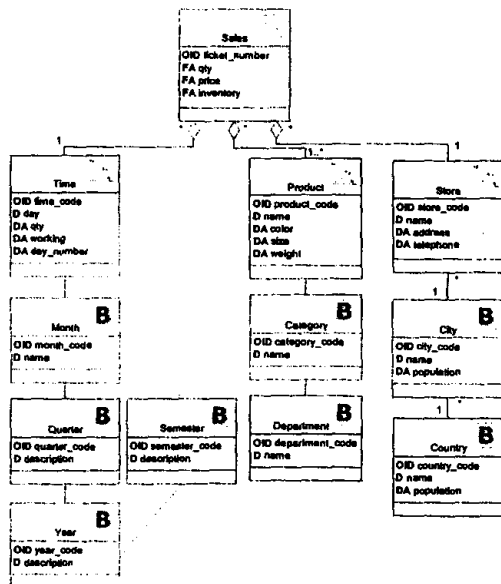 Sales
OID ticket_number
FA qty
FA price
FA inventory
1 * * * 1..* 1
Time
OID time_code
D day
DA qty
DA working
DA day_number
Product
OID product_code
D name
DA color
DA size
DA weight
Store
OID store_code
D name
DA address
DA telephone
1 *
B
Month
OID month_code
D name
B
Category
OID category_code
D name
B
City
OID city_code
D name
DA population
1 *
B
Quarter
OID quarter_code
D description
B
Semester
OID semester_code
D description
B
Department
OID department_code
D name
B
Country
OID country_code
D name
DA population
B
Year
OID year_code
D description